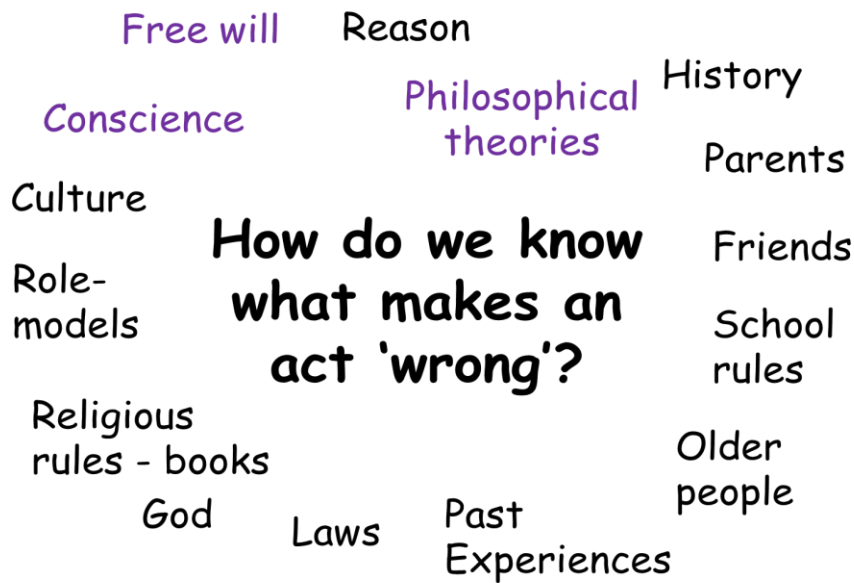 Free will
Reason
History
Conscience
Philosophical
theories
Parents
Culture
How do we know
what makes an
act ‘wrong’?
Friends
Role-
models
School
rules
Religious
rules - books
Older
people
God
Laws
Past
Experiences